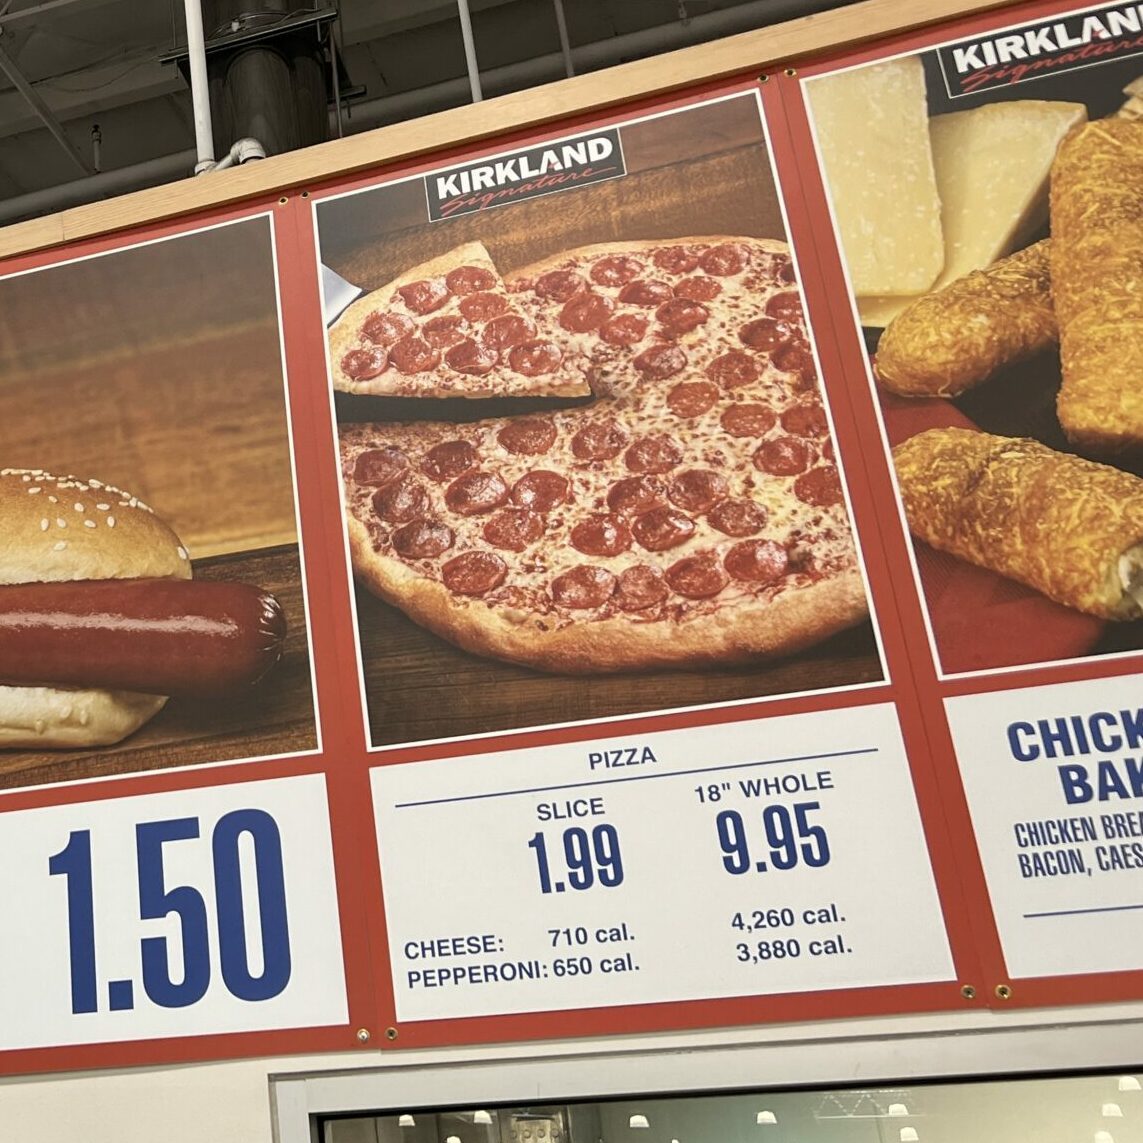 KIRKLAND
Signature
KIRKLAN
Signature
1.50
PIZZA
SLICE
18" WHOLE
1.99
9.95
CHEESE: 710 cal. 4,260 cal.
PEPPERONI: 650 cal. 3,880 cal.
CHICK
BAK
CHICKEN BREA
BACON, CAES